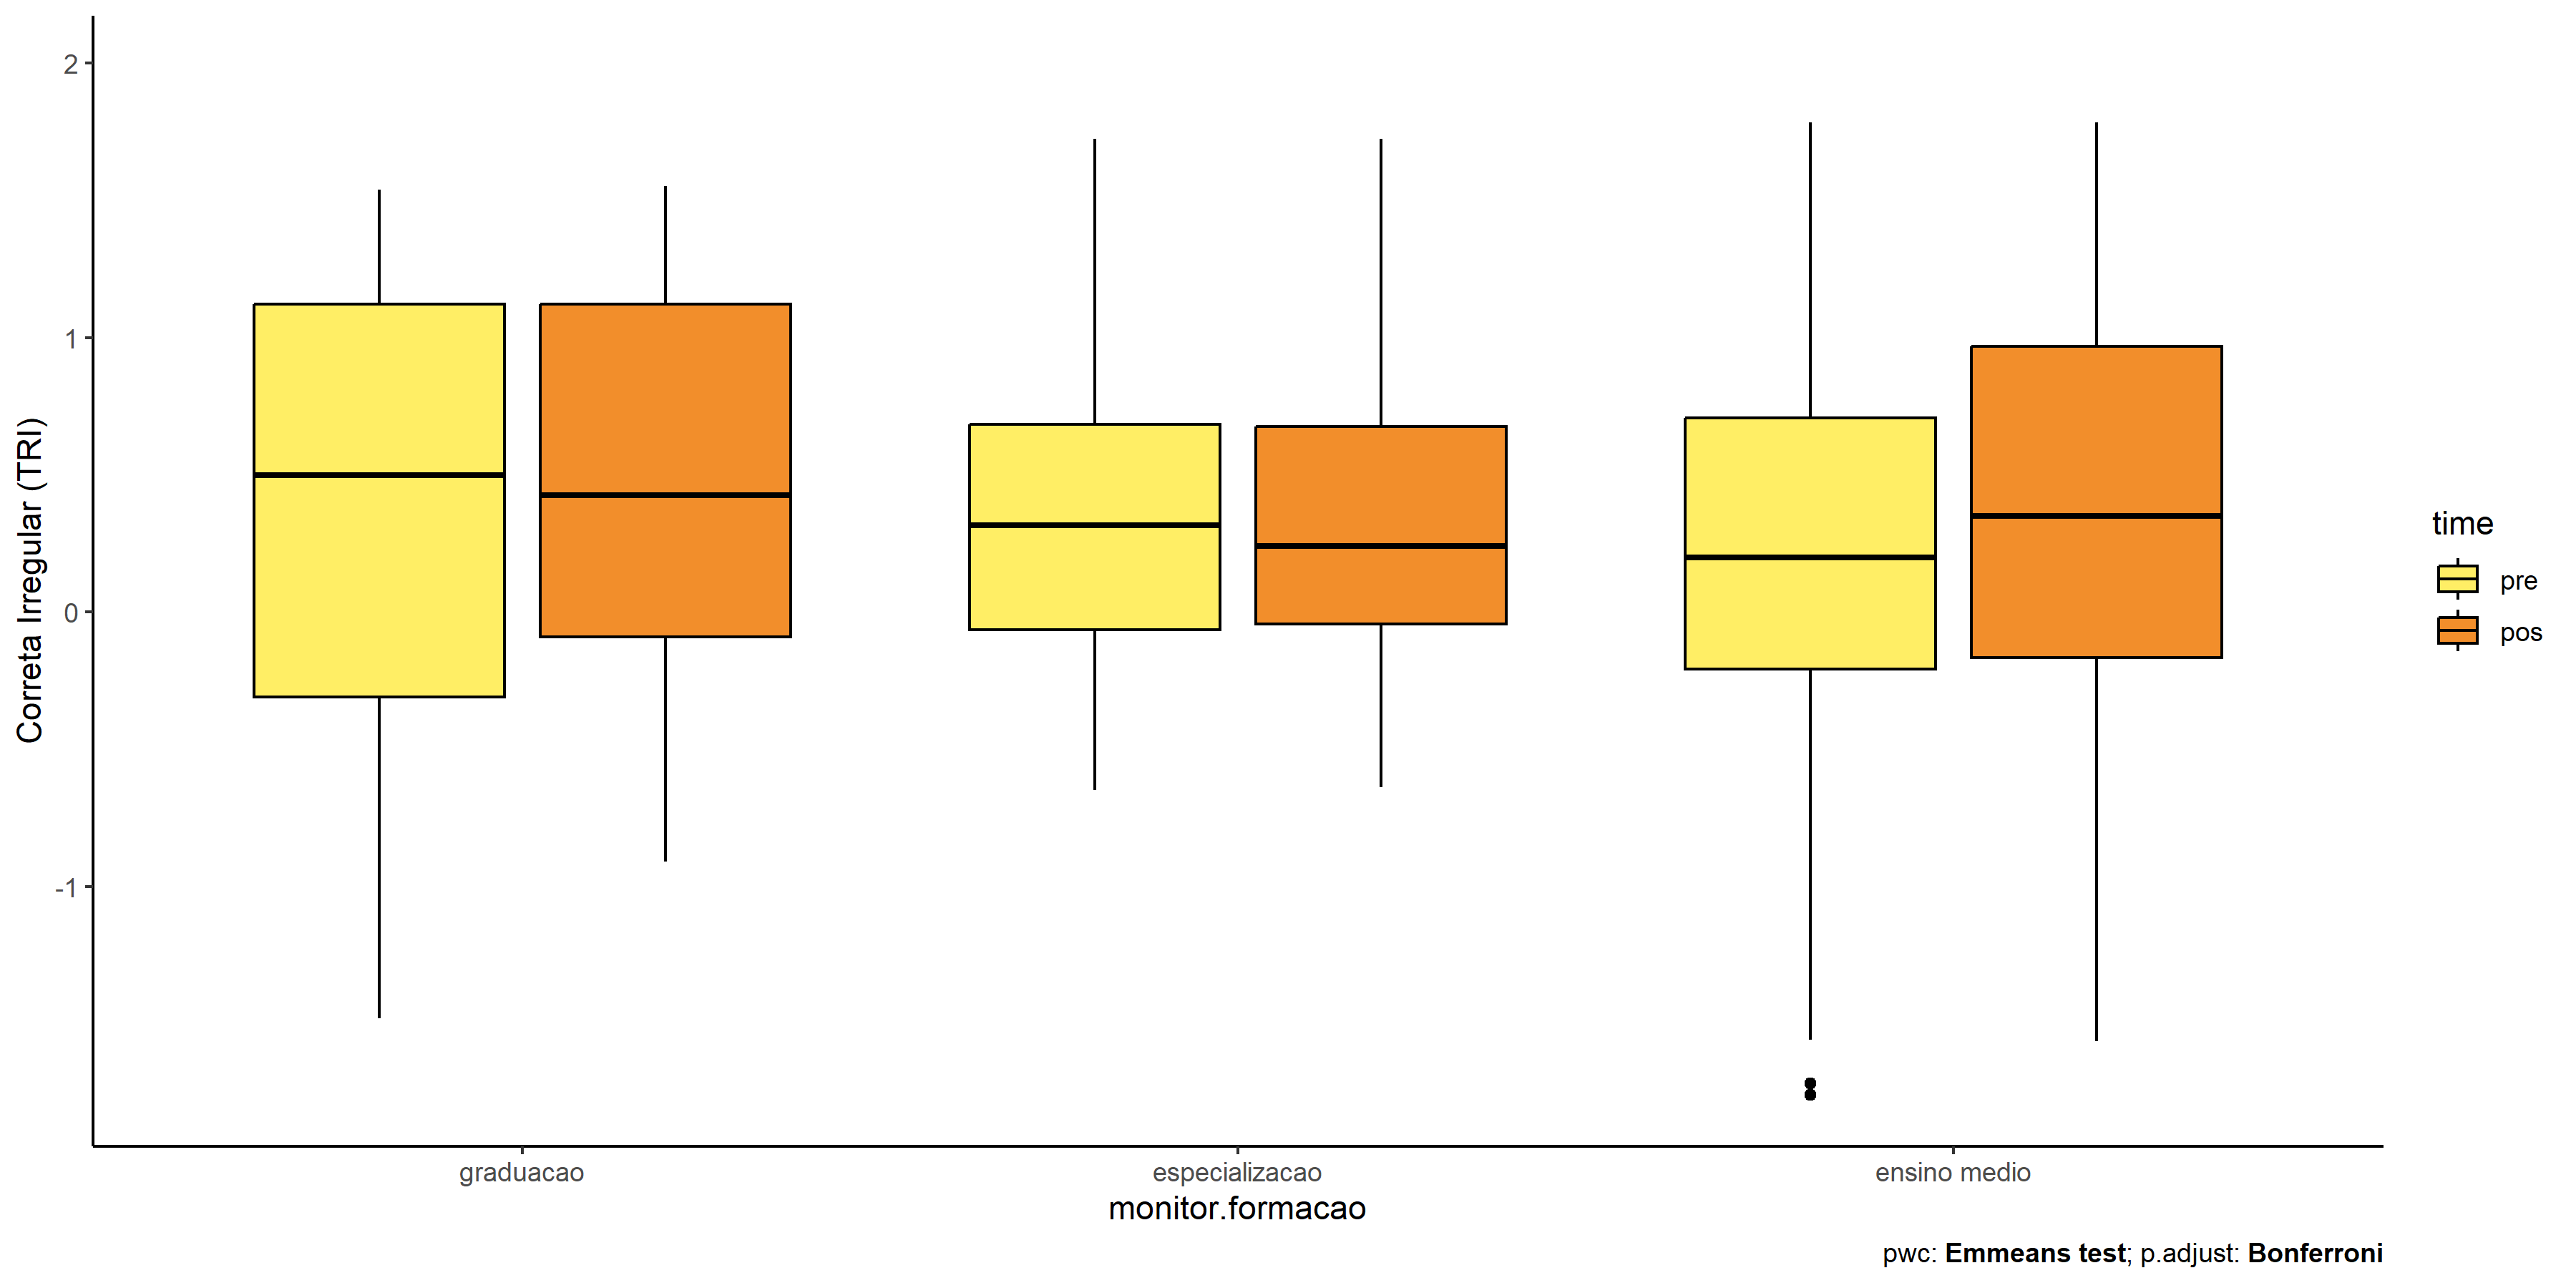 Correta Irregular (TRI)
2
1
0
-1
graduacao
especializacao
ensino medio
monitor.formacao
time
pre
pos
pwc: Emmeans test; p.adjust: Bonferroni